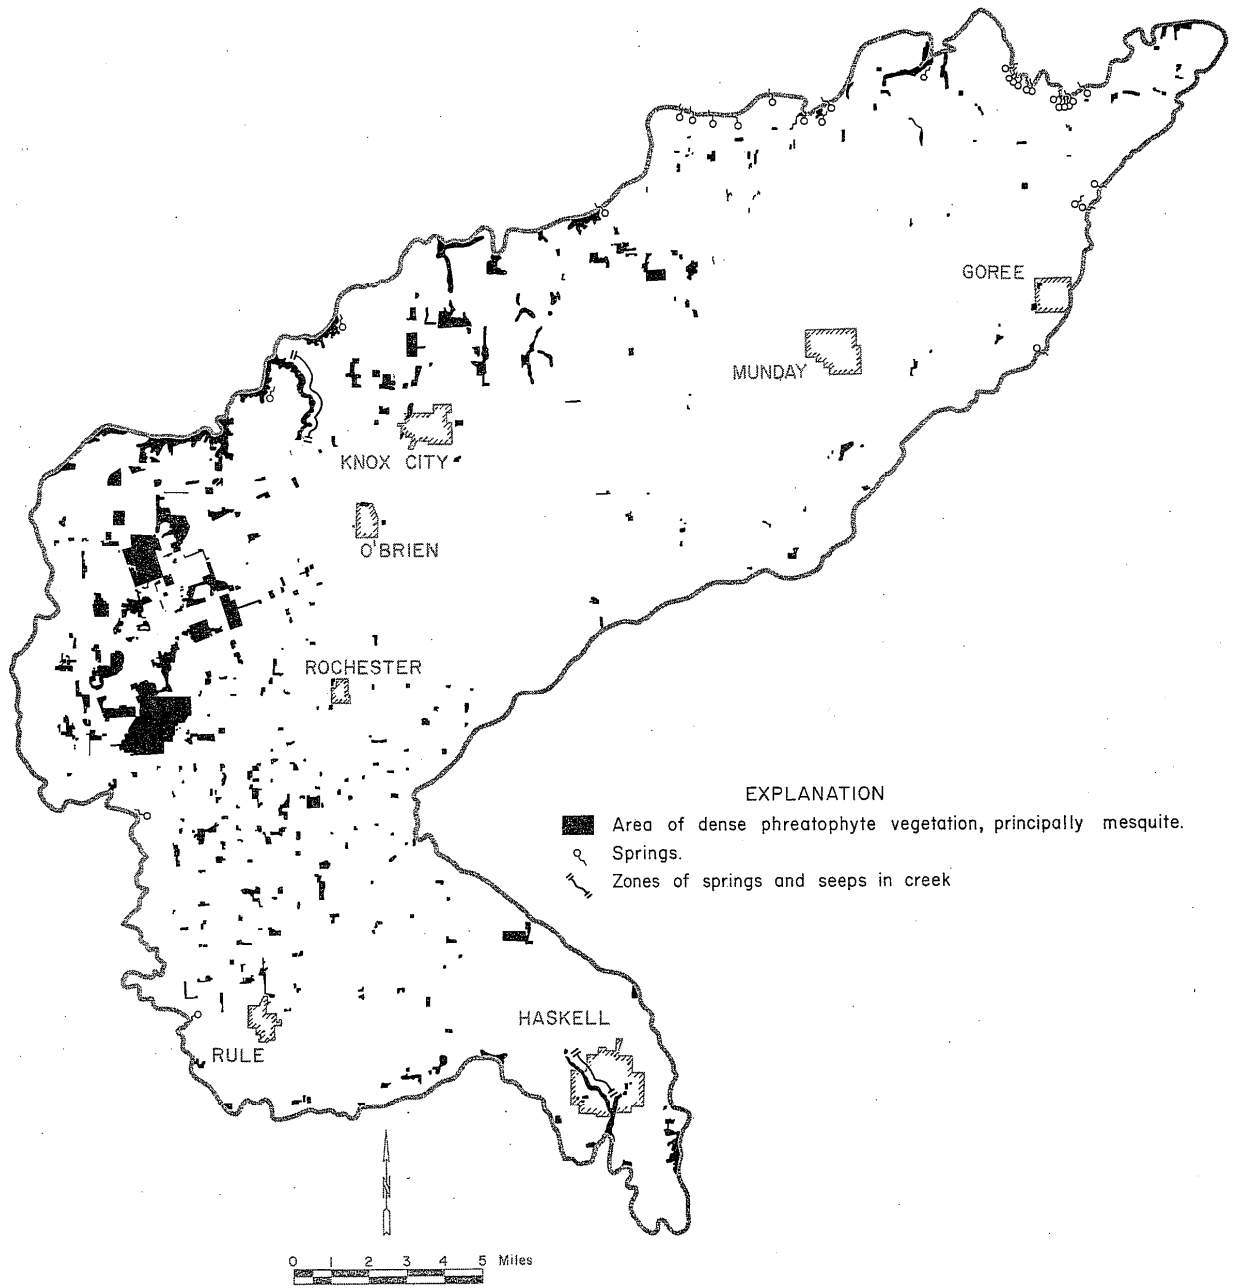 GOREE
MUNDAY
KNOX CITY
O'BRIEN
ROCHESTER
EXPLANATION
Area of dense phreatophyte vegetation, principally mesquite.
Springs.
Zones of springs and seeps in creek
HASKELL
RULE
N
0 1 2 3 4 5 Miles